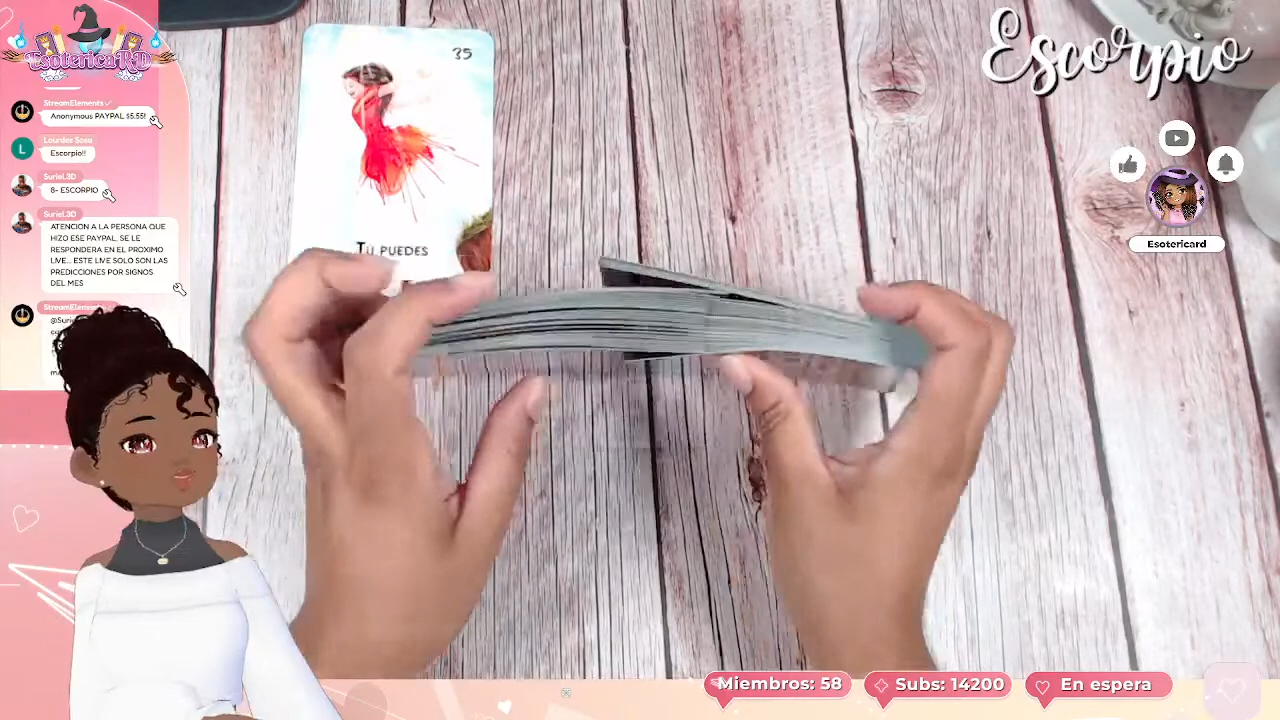 EsotericaRD
StreamElements
Anonymous PAYPAL $5.55!
Lourdes Sosa
Escorpio!!
Suriel.3D
8- ESCORPIO
Suriel.3D
ATENCION A LA PERSONA QUE
HIZO ESE PAYPAL, SE LE
RESPONDERA EN EL PROXIMO
LIVE... ESTE LIVE SOLO SON LAS
PREDICCIONES POR SIGNOS
DEL MES
StreamElements
35
TU PUEDES
Escorpio
Esotericard
Miembros: 58
Subs: 14200
En espera